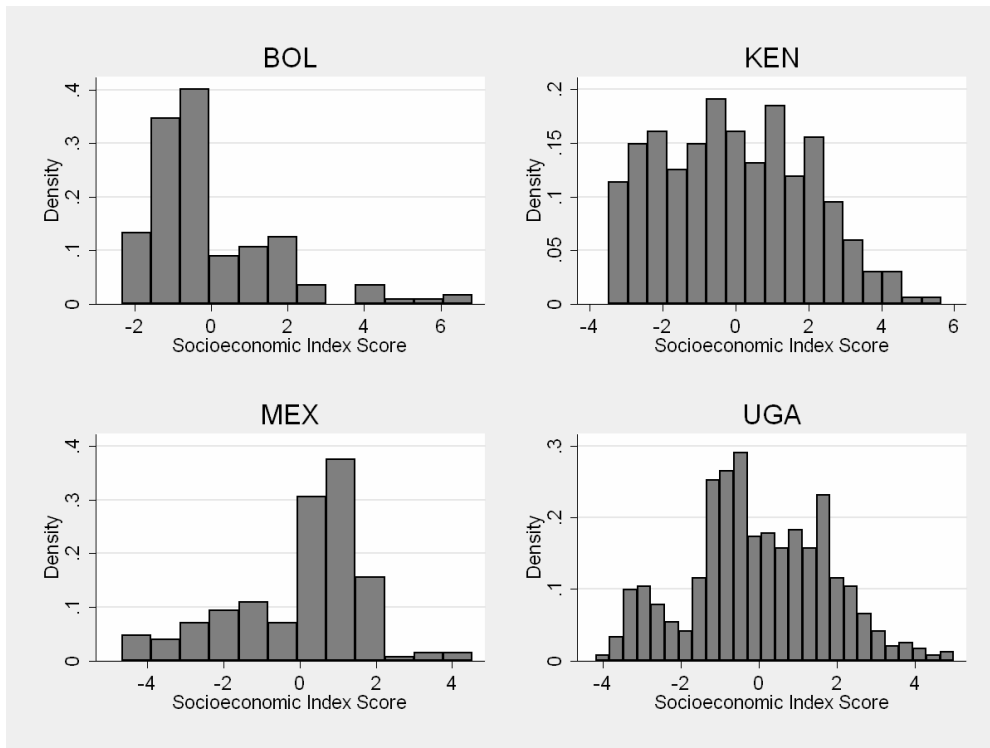 BOL
Density
0 .1 .2 .3 .4
-2 0 2 4 6
Socioeconomic Index Score
KEN
Density
0 .05 .1 .15 .2
-4 -2 0 2 4 6
Socioeconomic Index Score
MEX
Density
0 .1 .2 .3 .4
-4 -2 0 2 4
Socioeconomic Index Score
UGA
Density
0 .1 .2 .3
-4 -2 0 2 4
Socioeconomic Index Score